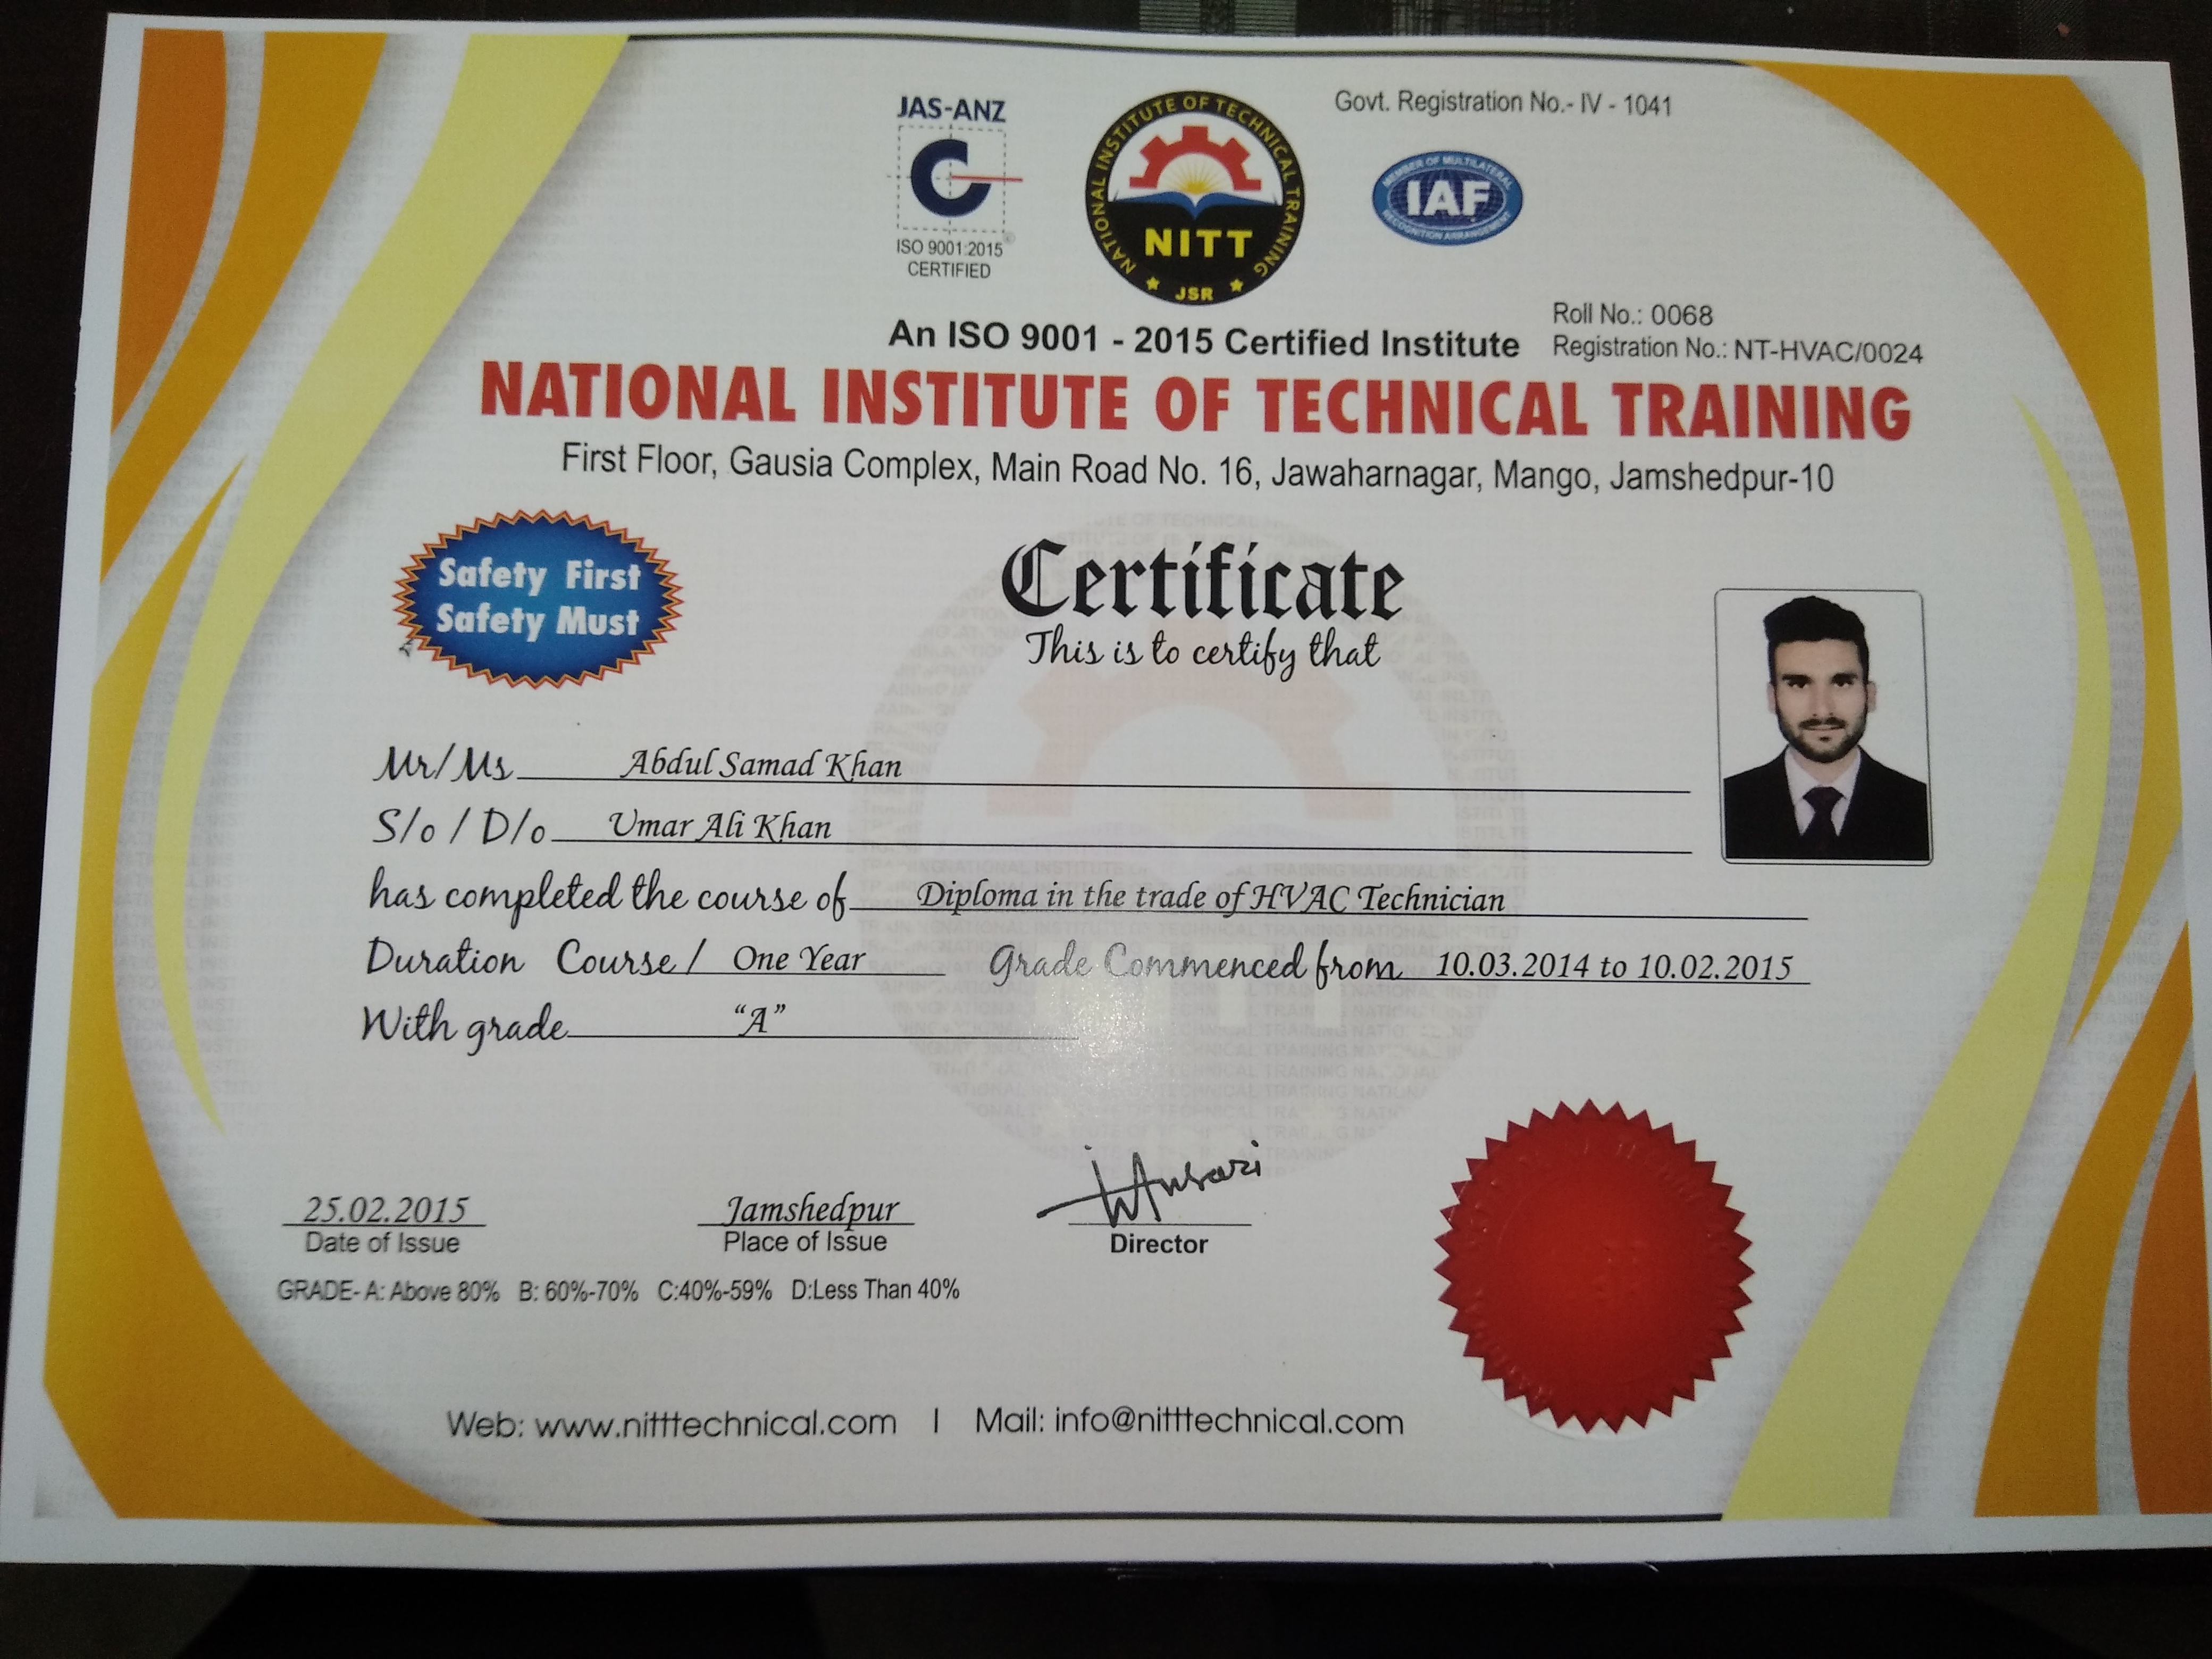 JAS-ANZ
ISO 9001:2015
CERTIFIED
NATIONAL INSTITUTE OF TECHNICAL TRAINING
NITT
JSR
Govt. Registration No.- IV - 1041
MEMBER OF MULTILATERAL
IAF
RECOGNITION ARRANGEMENT
Roll No.: 0068
An ISO 9001 - 2015 Certified Institute
Registration No.: NT-HVAC/0024
NATIONAL INSTITUTE OF TECHNICAL TRAINING
First Floor, Gausia Complex, Main Road No. 16, Jawaharnagar, Mango, Jamshedpur-10
Safety First
Safety Must
Certificate
This is to certify that
Mr/Ms Abdul Samad Khan
S/o / D/o Umar Ali Khan
has completed the course of Diploma in the trade of HVAC Technician
Duration Course / One Year Grade Commenced from 10.03.2014 to 10.02.2015
With grade "A"
25.02.2015
Date of Issue
Jamshedpur
Place of Issue
Ansari
Director
GRADE- A: Above 80% B: 60%-70% C:40%-59% D:Less Than 40%
Web: www.nitttechnical.com | Mail: info@nitttechnical.com